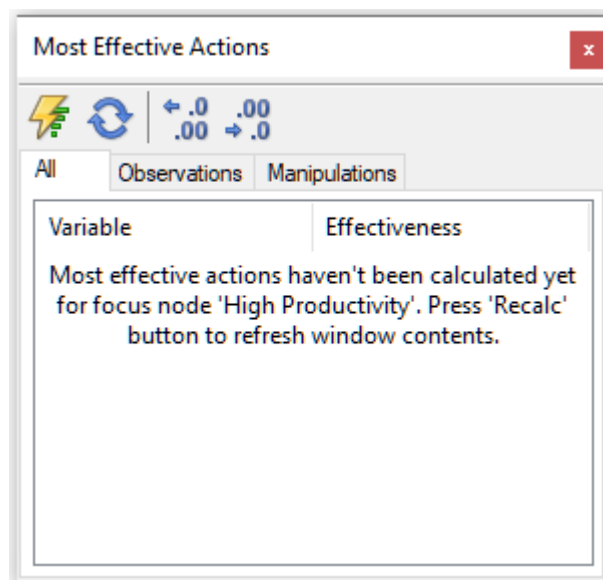 Most Effective Actions
x
.0 .00
.00 .0
All Observations Manipulations
Variable Effectiveness
Most effective actions haven't been calculated yet
for focus node 'High Productivity'. Press 'Recalc'
button to refresh window contents.